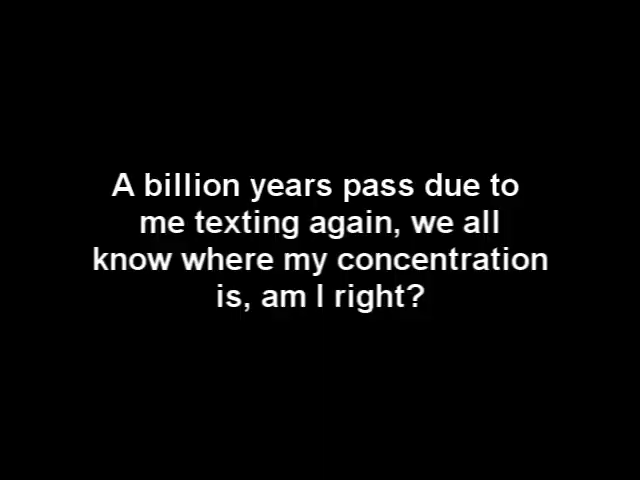 A billion years pass due to
me texting again, we all
know where my concentration
is, am I right?